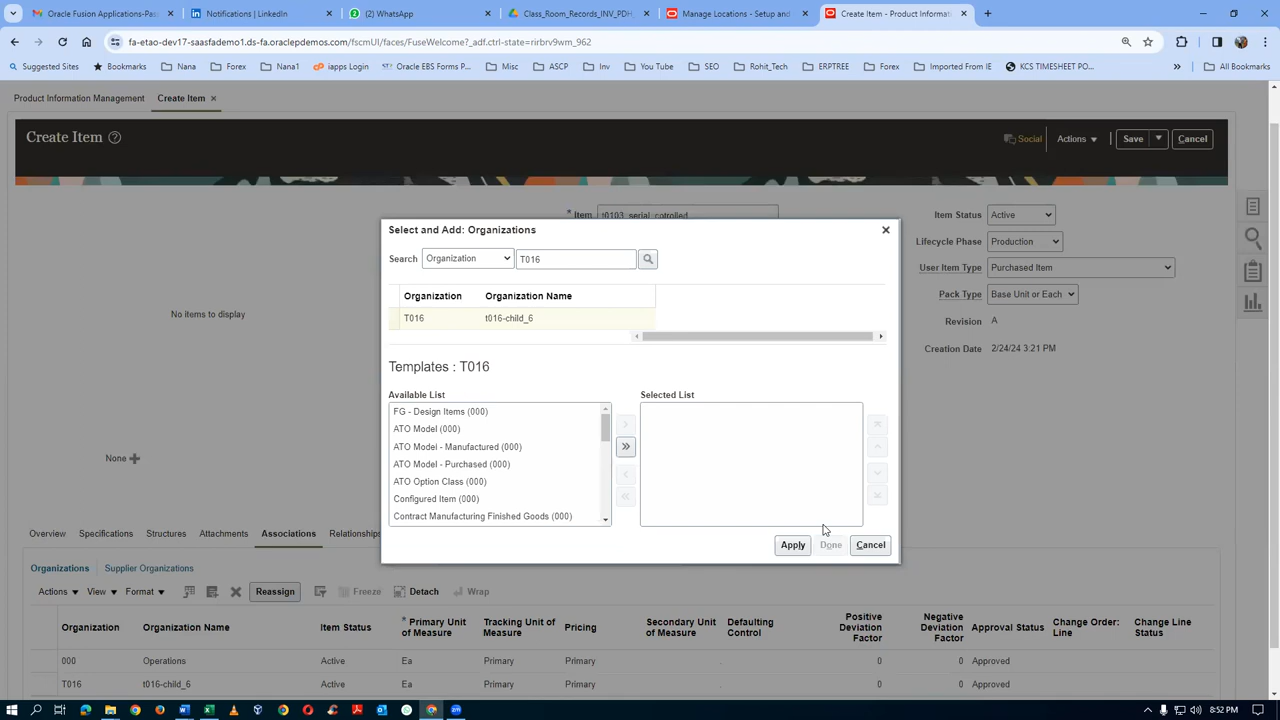 Oracle Fusion Applications-Pass
Notifications | LinkedIn
(1) WhatsApp
Class_Room_Records_INV_PDH
Manage Locations - Setup and
Create Item - Product Informat
fa-etao-dev17-saasfademo1.ds-fa.oraclepdemos.com/fscmUI/faces/FuseWelcome?_adf.ctrl-state=rirbrv9wm_962
Suggested Sites
Bookmarks
Nana
Forex
Nana1
iapps Login
Oracle EBS Forms P...
Misc
ASCP
Inv
You Tube
SEO
Rohit_Tech
ERPTREE
Forex
Imported From IE
KCS TIMESHEET PO...
»
All Bookmarks
Product Information Management
Create Item
Create Item
Social
Actions
Save
Cancel
* Item t0103_serial_cotrolled
Item Status Active
Lifecycle Phase Production
User Item Type Purchased Item
Pack Type Base Unit or Each
Revision A
Creation Date 2/24/24 3:21 PM
No items to display
None
Select and Add: Organizations
Search Organization T016
Organization Organization Name
T016 t016-child_6
Templates : T016
Available List
Selected List
FG - Design Items (000)
ATO Model (000)
ATO Model - Manufactured (000)
ATO Model - Purchased (000)
ATO Option Class (000)
Configured Item (000)
Contract Manufacturing Finished Goods (000)
Apply
Done
Cancel
Overview Specifications Structures Attachments Associations Relationships
Organizations Supplier Organizations
Actions View Format Reassign Freeze Detach Wrap
Organization Organization Name Item Status * Primary Unit of Measure Tracking Unit of Measure Pricing Secondary Unit of Measure Defaulting Control Positive Deviation Factor Negative Deviation Factor Approval Status Change Order: Line Change Line Status
000 Operations Active Ea Primary Primary 0 0 Approved
T016 t016-child_6 Active Ea Primary Primary 0 0 Approved
8:52 PM